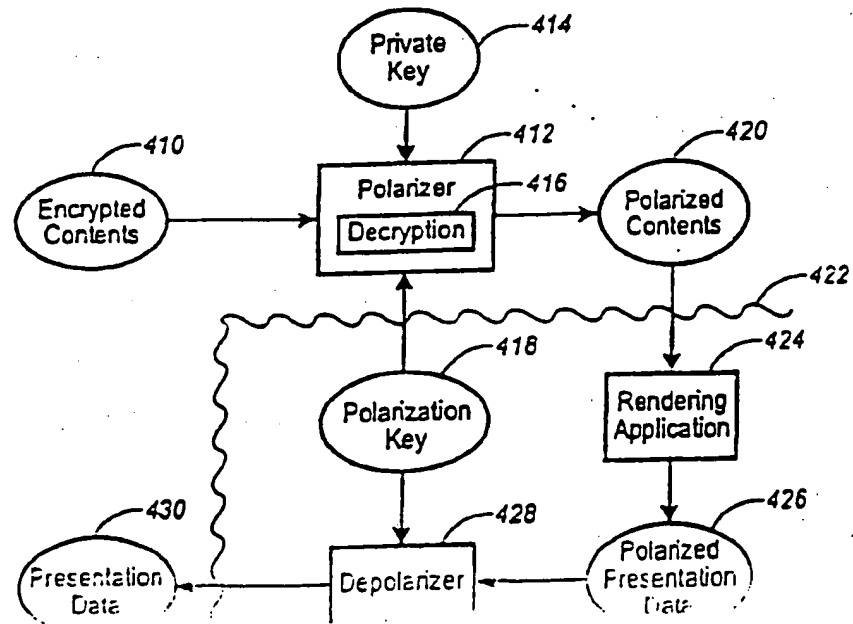 Private
Key
414
410
412
420
Encrypted
Contents
Polarizer
416
Decryption
Polarized
Contents
422
418
424
Polarization
Key
Rendering
Application
430
428
426
Presentation
Data
Depolarizer
Polarized
Presentation
Data